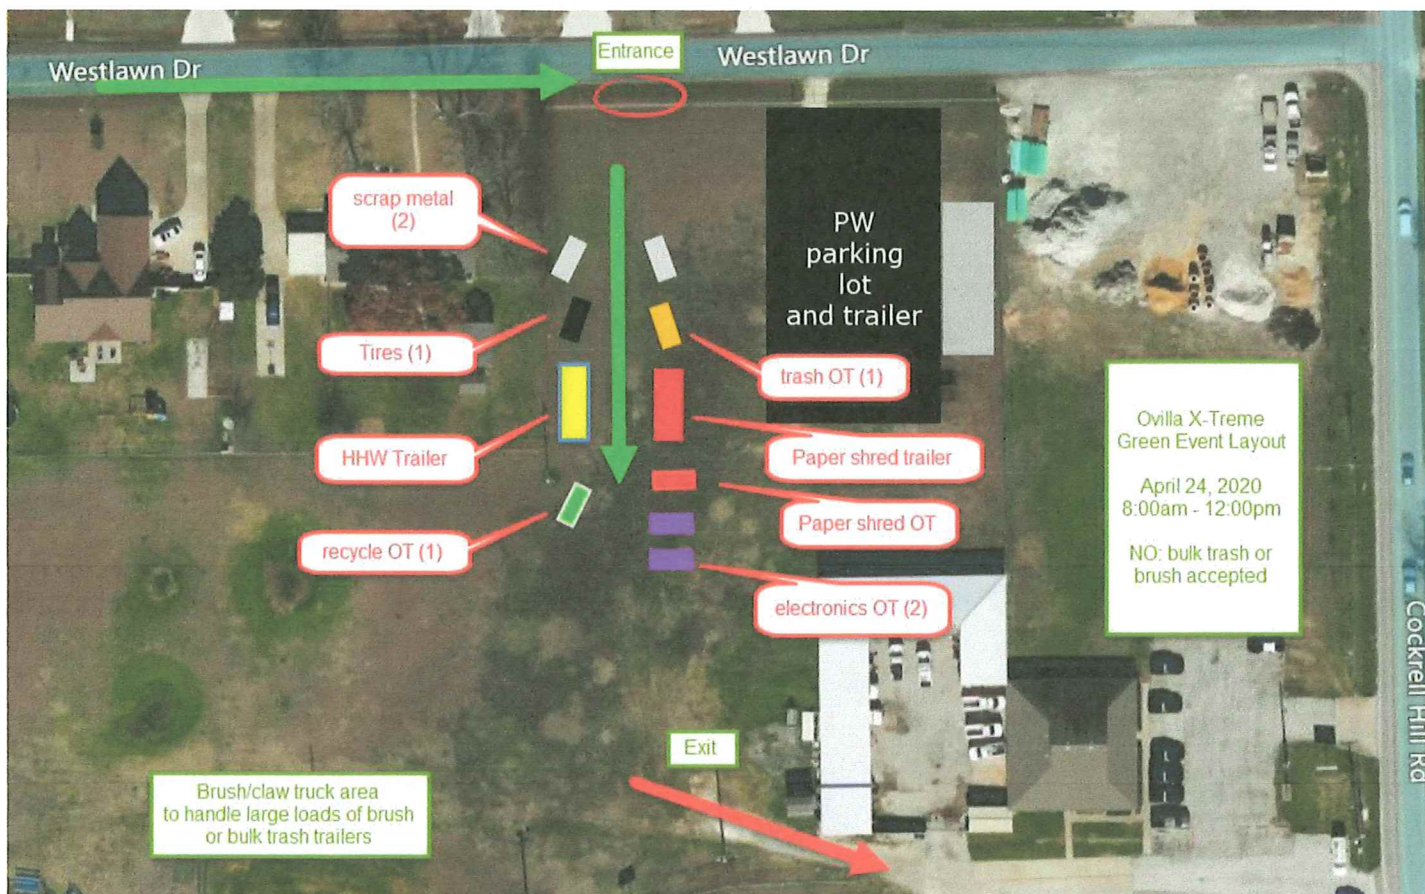 Entrance
Westlawn Dr
Westlawn Dr
scrap metal
(2)
PW
parking
lot
and trailer
Tires (1)
trash OT (1)
HHW Trailer
Paper shred trailer
Paper shred OT
recycle OT (1)
electronics OT (2)
Ovilla X-Treme
Green Event Layout
April 24, 2020
8:00am - 12:00pm
NO: bulk trash or
brush accepted
Cockrell Hill Rd
Exit
Brush/claw truck area
to handle large loads of brush
or bulk trash trailers